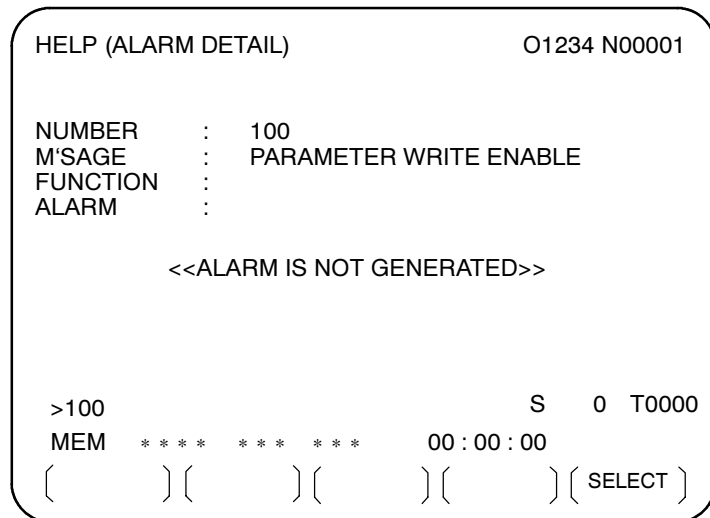 HELP (ALARM DETAIL) O1234 N00001
NUMBER : 100
M'SAGE : PARAMETER WRITE ENABLE
FUNCTION :
ALARM :
<<ALARM IS NOT GENERATED>>
>100 S 0 T0000
MEM **** *** *** 00 : 00 : 00
[ ] [ ] [ ] [ ] [ SELECT ]